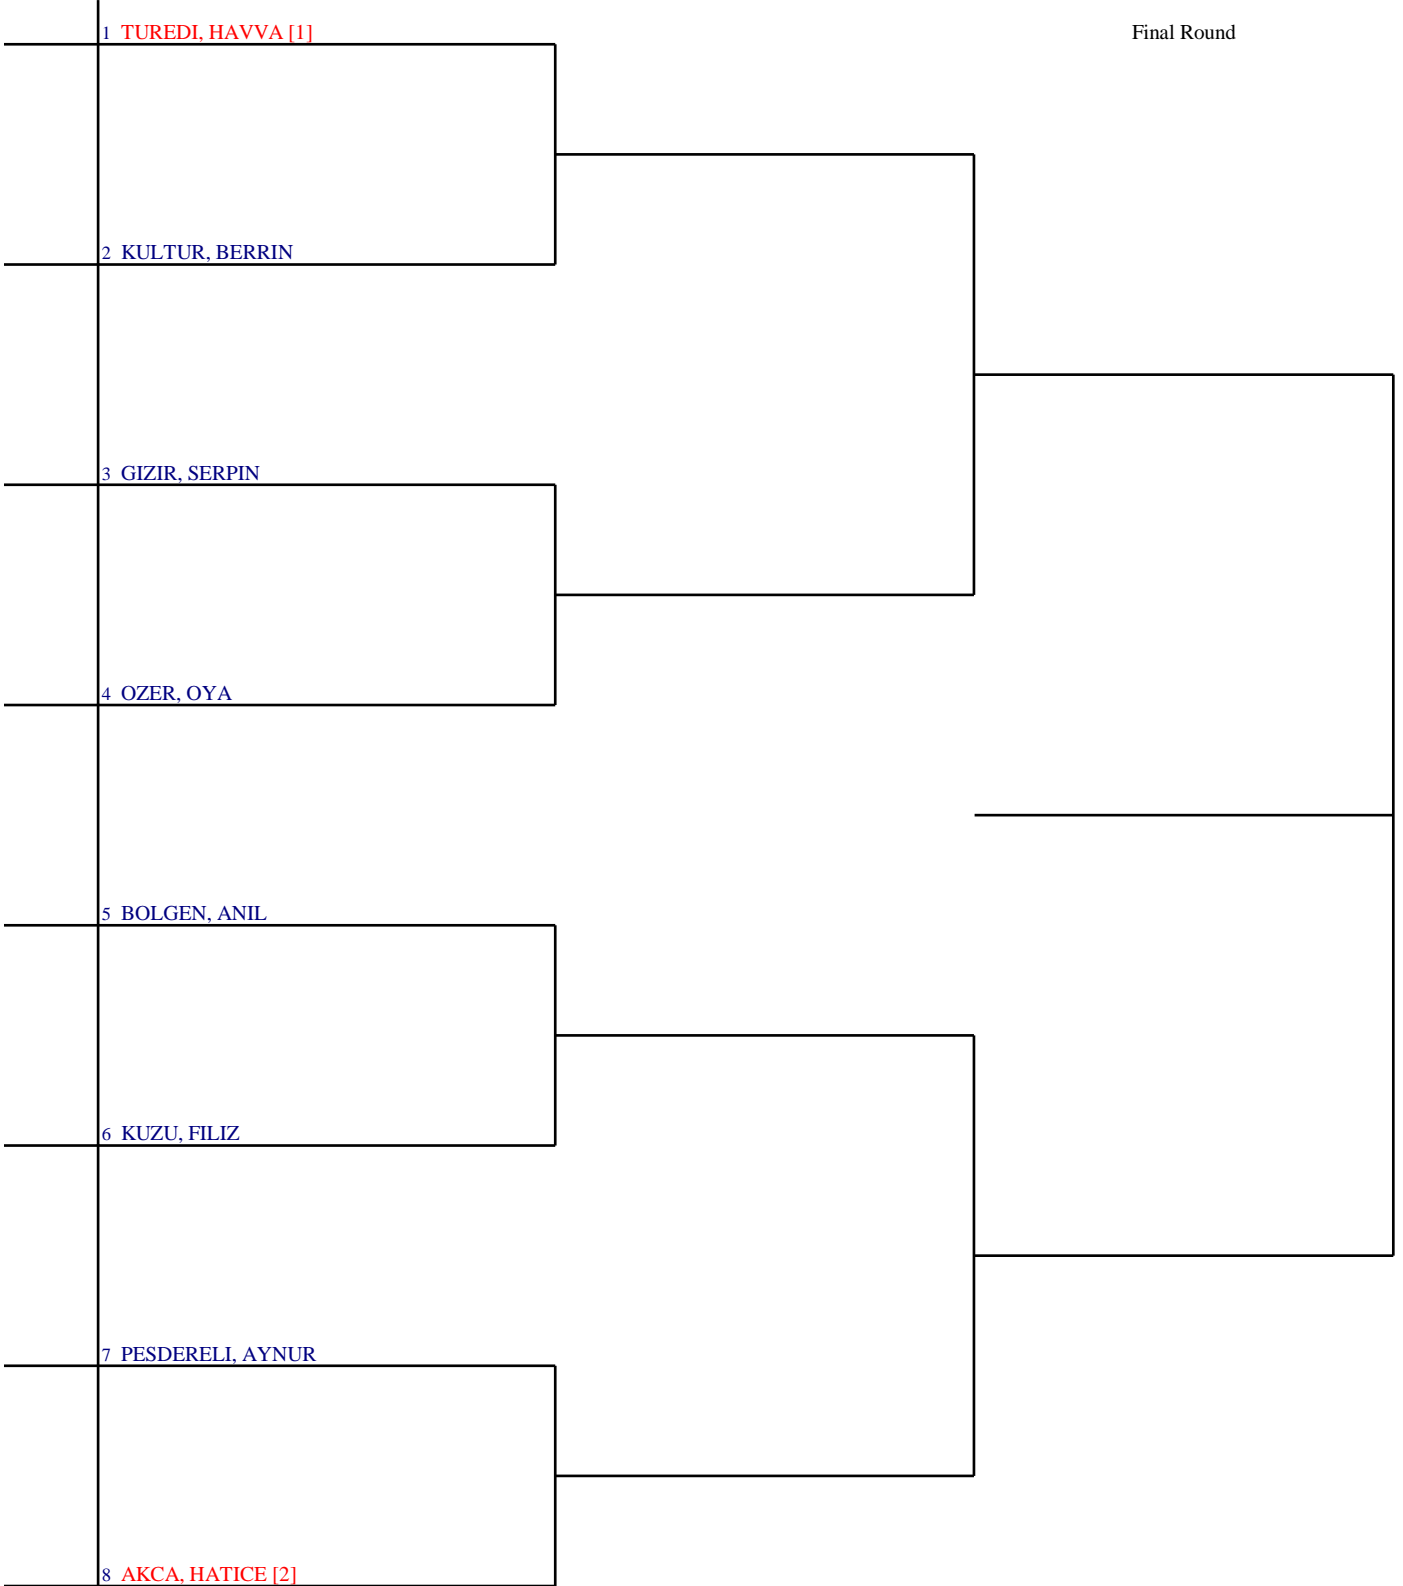 1 TUREDI, HAVVA [1]
Final Round
2 KULTUR, BERRIN
3 GIZIR, SERPIN
4 OZER, OYA
5 BOLGEN, ANIL
6 KUZU, FILIZ
7 PESDERELI, AYNUR
8 AKCA, HATICE [2]